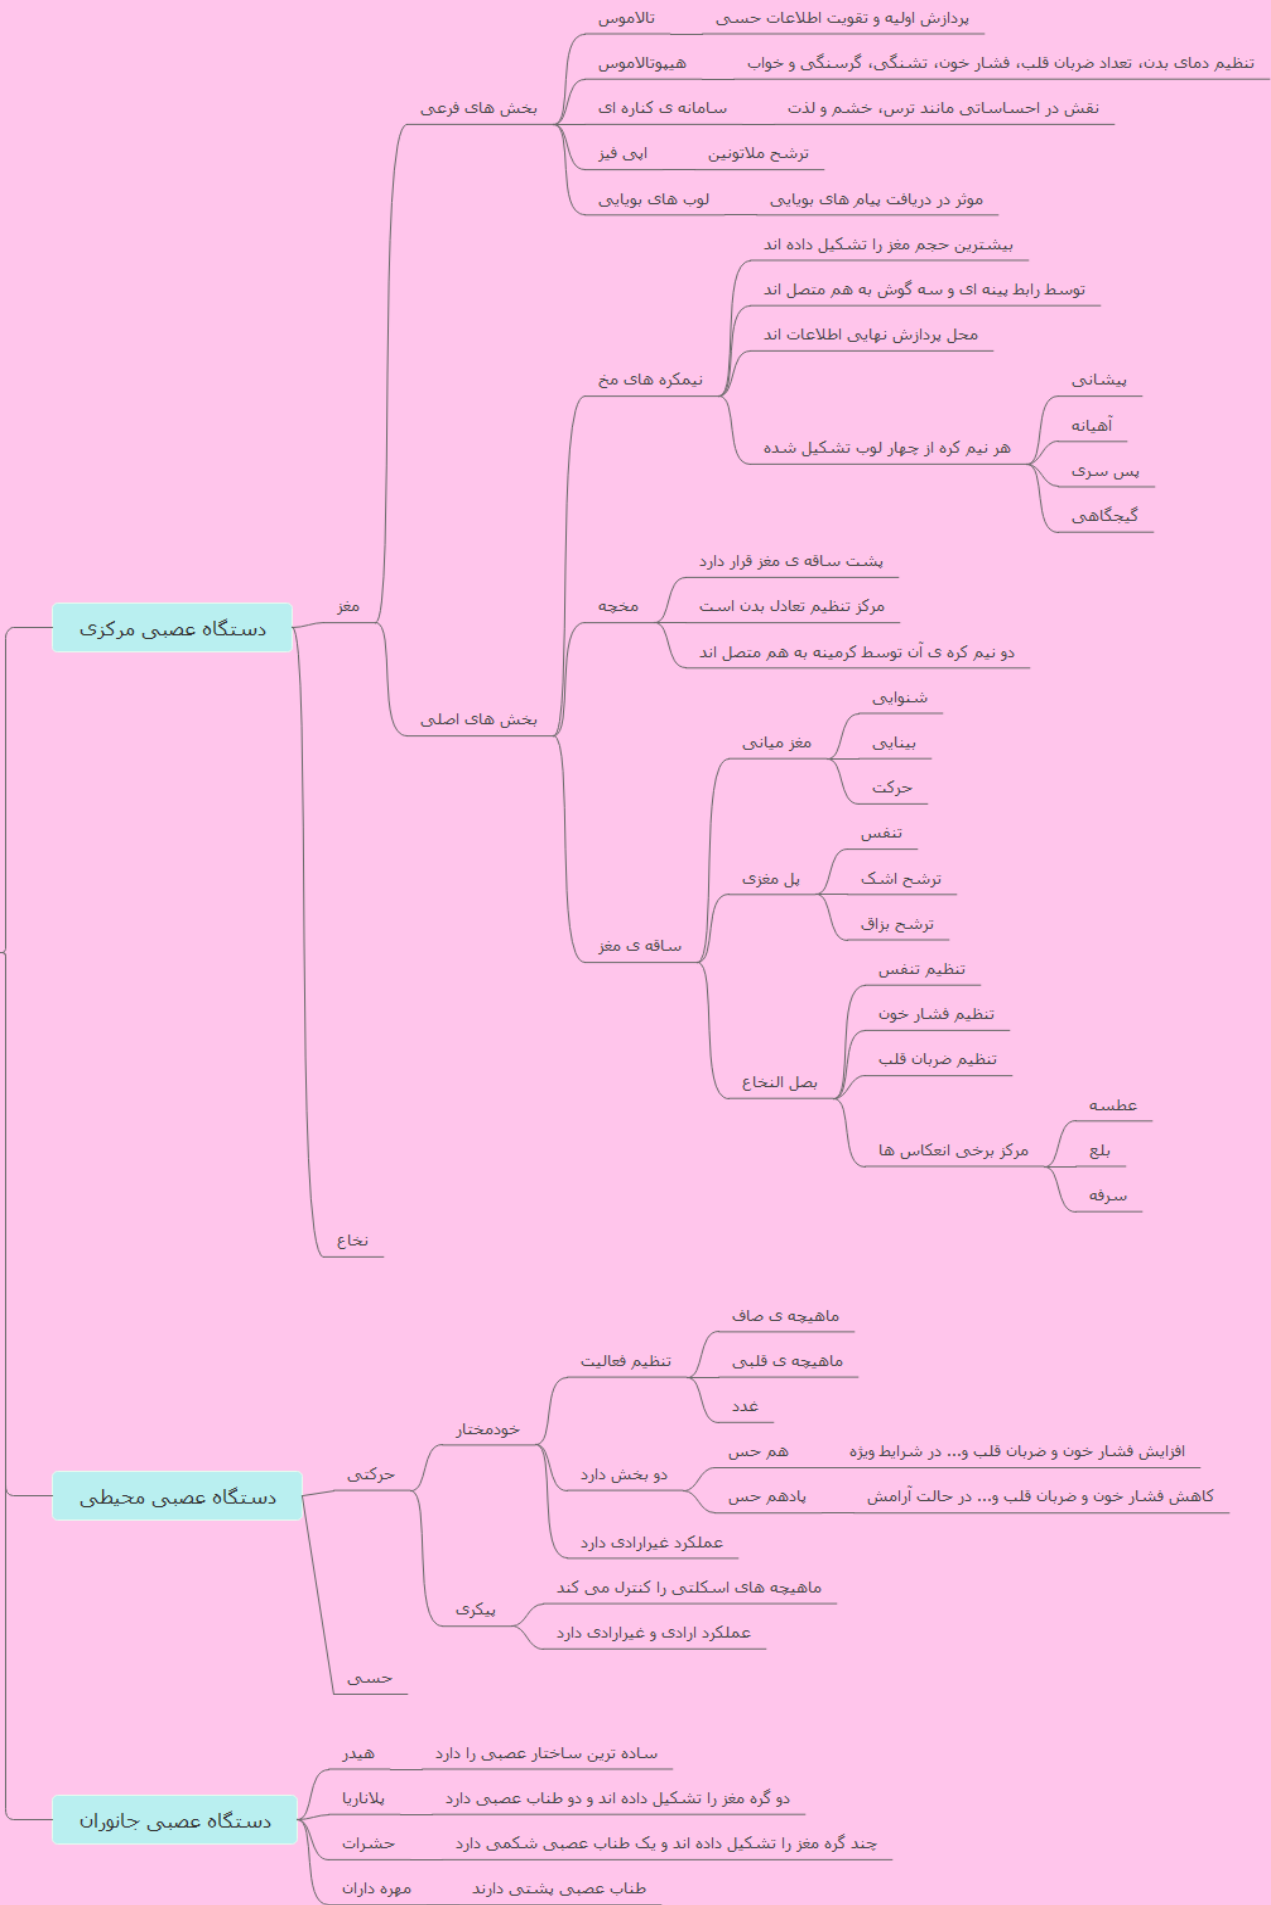 تالاموس
پردازش اولیه و تقویت اطلاعات حسی
هیپوتالاموس
تنظیم دمای بدن، تعداد ضربان قلب، فشار خون، تشنگی، گرسنگی و خواب
بخش های فرعی
سامانه ی کناره ای
نقش در احساساتی مانند ترس، خشم و لذت
اپی فیز
ترشح ملاتونین
لوب های بویایی
موثر در دریافت پیام های بویایی
بیشترین حجم مغز را تشکیل داده اند
توسط رابط پینه ای و سه گوش به هم متصل اند
محل پردازش نهایی اطلاعات اند
نیمکره های مخ
پیشانی
آهیانه
هر نیم کره از چهار لوب تشکیل شده
پس سری
گیجگاهی
پشت ساقه ی مغز قرار دارد
دستگاه عصبی مرکزی
مغز
مخچه
مرکز تنظیم تعادل بدن است
دو نیم کره ی آن توسط کرمینه به هم متصل اند
بخش های اصلی
شنوایی
مغز میانی
بینایی
حرکت
تنفس
پل مغزی
ترشح اشک
ترشح بزاق
ساقه ی مغز
تنظیم تنفس
تنظیم فشار خون
تنظیم ضربان قلب
بصل النخاع
عطسه
مرکز برخی انعکاس ها
بلع
سرفه
نخاع
ماهیچه ی صاف
تنظیم فعالیت
ماهیچه ی قلبی
غدد
خودمختار
هم حس
افزایش فشار خون و ضربان قلب و... در شرایط ویژه
دستگاه عصبی محیطی
حرکتی
دو بخش دارد
پادهم حس
کاهش فشار خون و ضربان قلب و... در حالت آرامش
عملکرد غیرارادی دارد
ماهیچه های اسکلتی را کنترل می کند
پیکری
عملکرد ارادی و غیرارادی دارد
حسی
هیدر
ساده ترین ساختار عصبی را دارد
پلاناریا
دو گره مغز را تشکیل داده اند و دو طناب عصبی دارد
دستگاه عصبی جانوران
حشرات
چند گره مغز را تشکیل داده اند و یک طناب عصبی شکمی دارد
مهره داران
طناب عصبی پشتی دارند